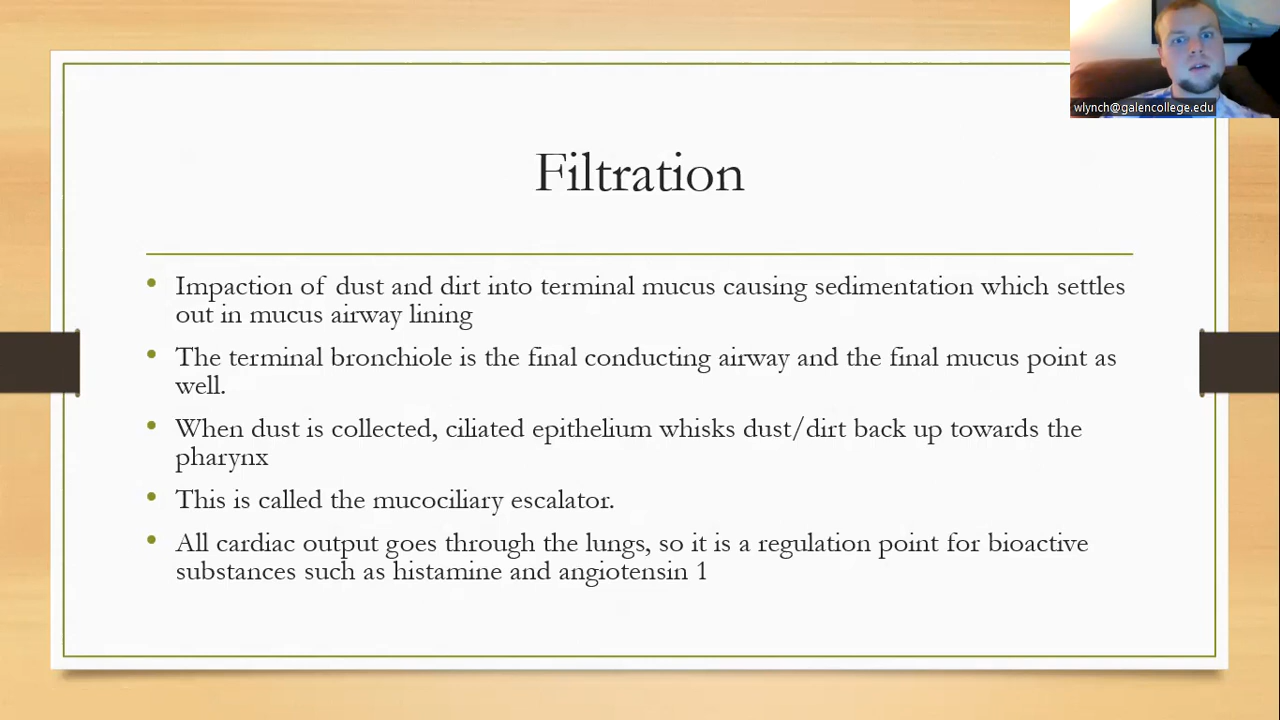 wlynch@galencollege.edu
Filtration
• Impaction of dust and dirt into terminal mucus causing sedimentation which settles
out in mucus airway lining
• The terminal bronchiole is the final conducting airway and the final mucus point as
well.
• When dust is collected, ciliated epithelium whisks dust/dirt back up towards the
pharynx
• This is called the mucociliary escalator.
• All cardiac output goes through the lungs, so it is a regulation point for bioactive
substances such as histamine and angiotensin 1